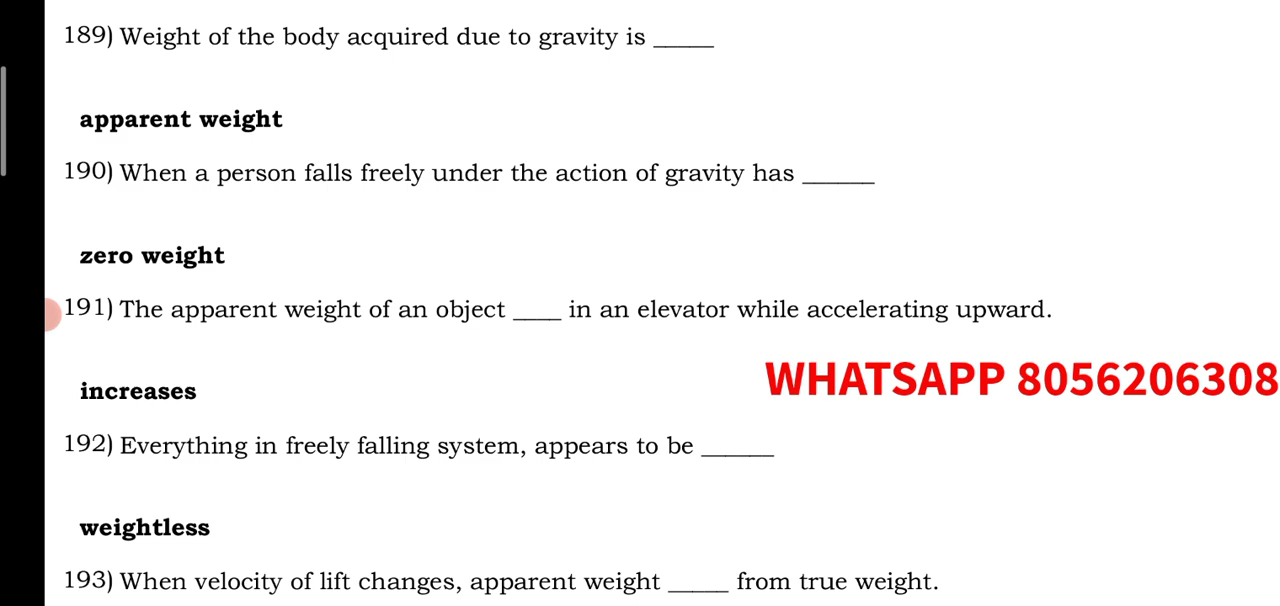 189) Weight of the body acquired due to gravity is _____
apparent weight
190) When a person falls freely under the action of gravity has ______
zero weight
191) The apparent weight of an object ____ in an elevator while accelerating upward.
WHATSAPP 8056206308
increases
192) Everything in freely falling system, appears to be ______
weightless
193) When velocity of lift changes, apparent weight _____ from true weight.